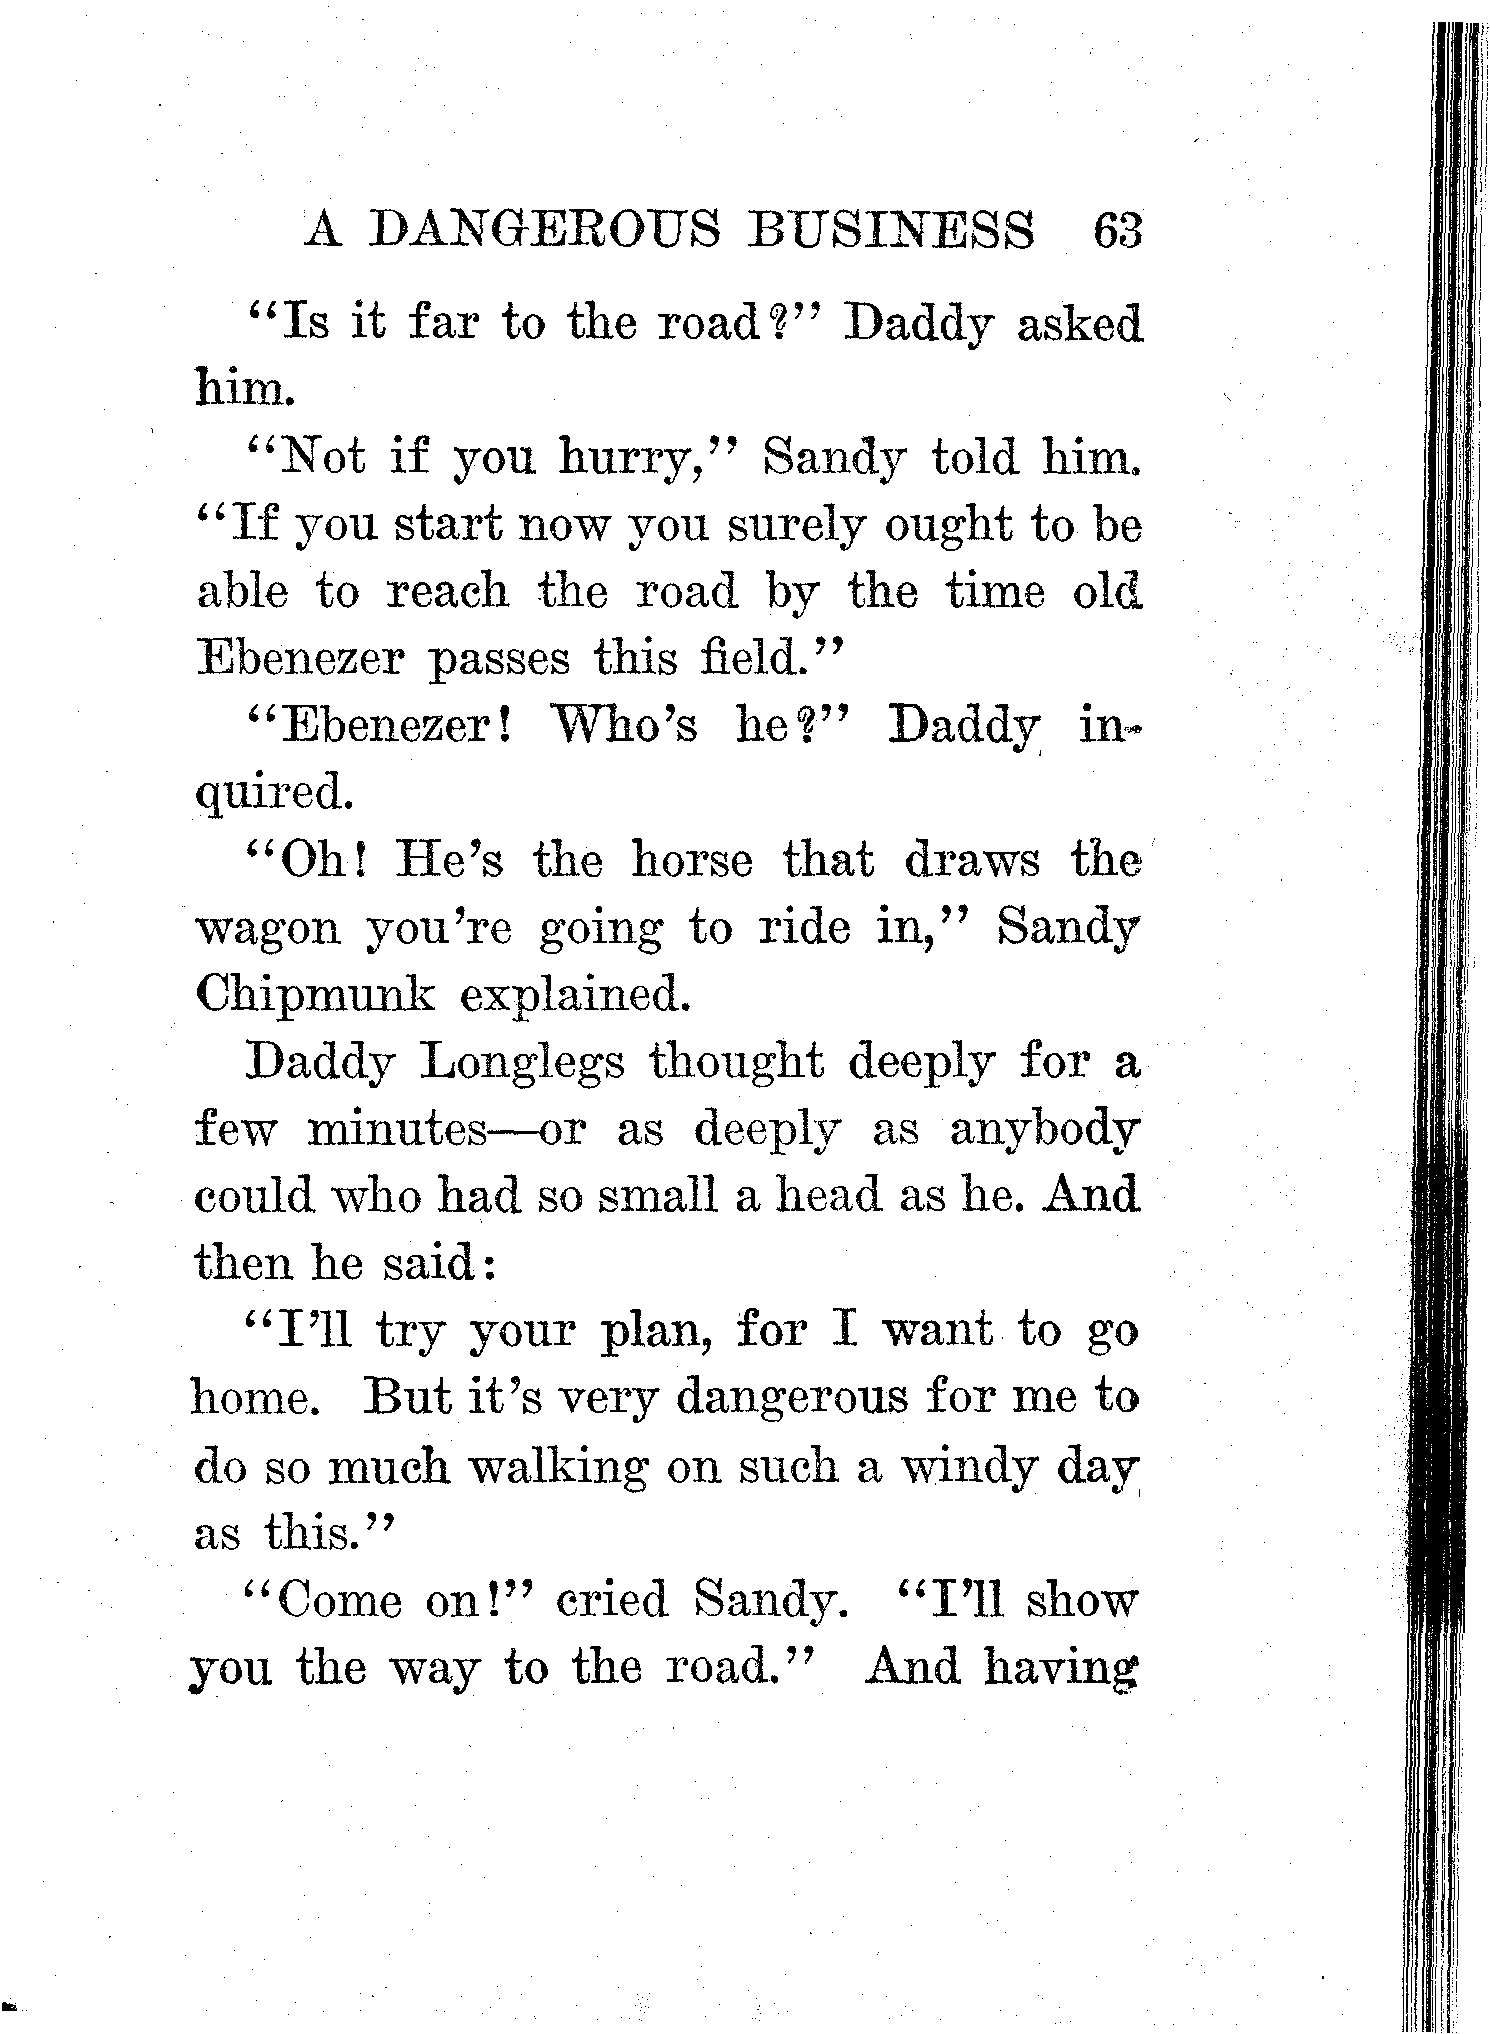 A DANGEROUS BUSINESS 63
“Is it far to the road?” Daddy asked
him.
“Not if you hurry,” Sandy told him.
“If you start now you surely ought to be
able to reach the road by the time old
Ebenezer passes this field.”
“Ebenezer! Who’s he?” Daddy in-
quired.
“Oh! He’s the horse that draws the
wagon you’re going to ride in,” Sandy
Chipmunk explained.
Daddy Longlegs thought deeply for a
few minutes—or as deeply as anybody
could who had so small a head as he. And
then he said:
“I’ll try your plan, for I want to go
home. But it’s very dangerous for me to
do so much walking on such a windy day
as this.”
“Come on!” cried Sandy. “I’ll show
you the way to the road.” And having